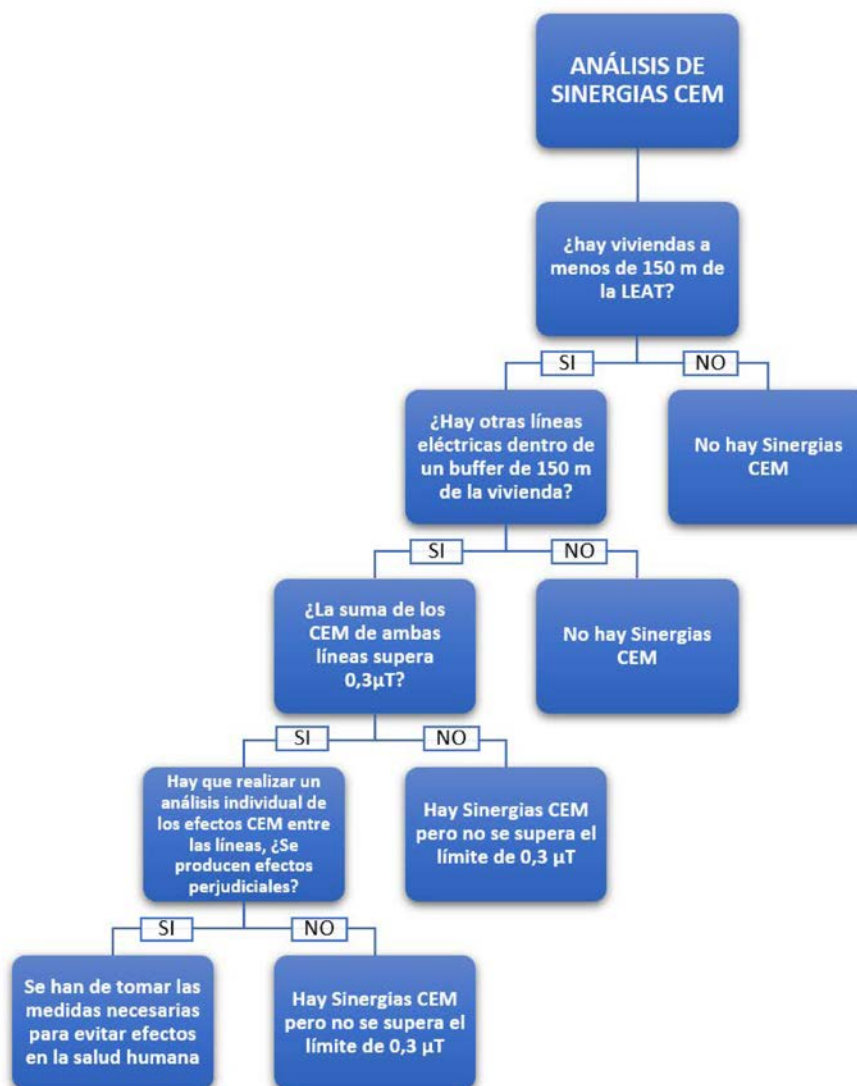 ANÁLISIS DE
SINERGIAS CEM
¿hay viviendas a
menos de 150 m de
la LEAT?
SI
NO
¿Hay otras líneas
eléctricas dentro de
un buffer de 150 m
de la vivienda?
No hay Sinergias
CEM
SI
NO
¿La suma de los
CEM de ambas
líneas supera
0,3µT?
No hay Sinergias
CEM
SI
NO
Hay que realizar un
análisis individual de
los efectos CEM entre
las líneas, ¿Se
producen efectos
perjudiciales?
Hay Sinergias CEM
pero no se supera el
límite de 0,3 µT
SI
NO
Se han de tomar las
medidas necesarias
para evitar efectos
en la salud humana
Hay Sinergias CEM
pero no se supera el
límite de 0,3 µT